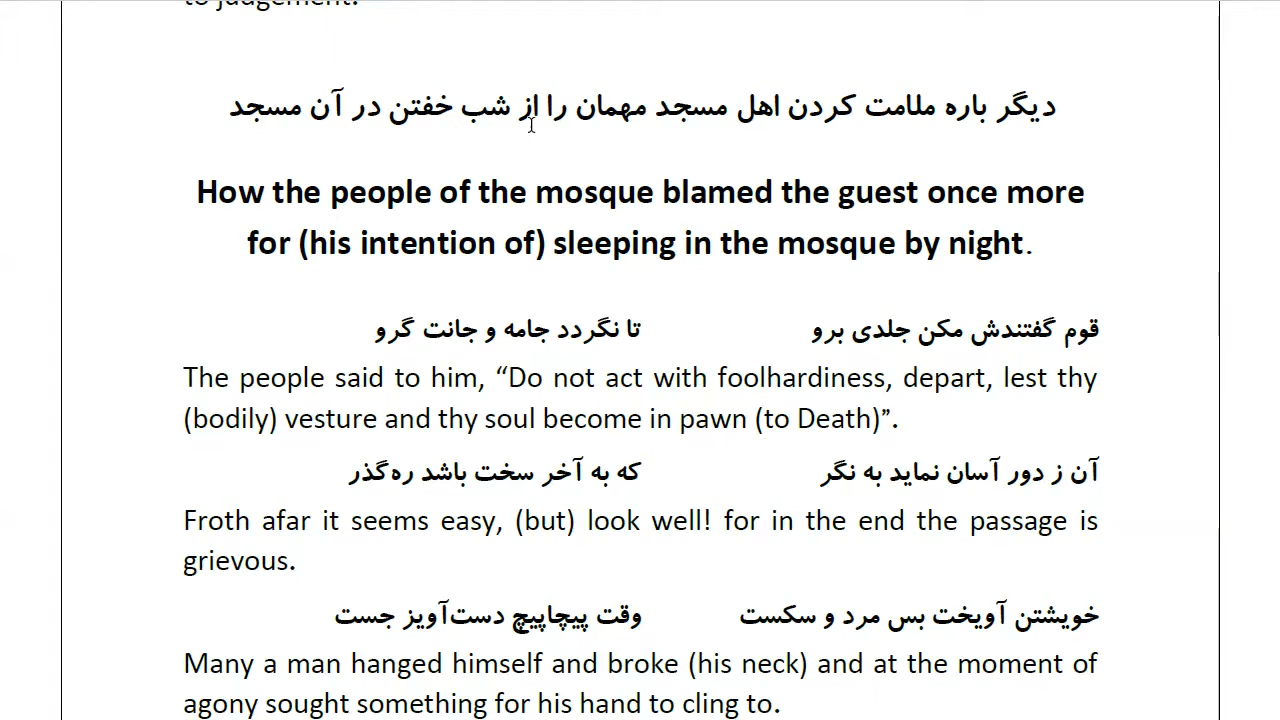 to judgement.
دیگر باره ملامت کردن اهل مسجد مهمان را از شب خفتن در آن مسجد
How the people of the mosque blamed the guest once more
for (his intention of) sleeping in the mosque by night.
قوم گفتندش مکن جلدی برو تا نگردد جامه و جانت گرو
The people said to him, “Do not act with foolhardiness, depart, lest thy
(bodily) vesture and thy soul become in pawn (to Death)”.
آن ز دور آسان نماید به نگر که به آخر سخت باشد ره‌گذر
Froth afar it seems easy, (but) look well! for in the end the passage is
grievous.
خویشتن آویخت بس مرد و سکست وقت پیچاپیچ دست‌آویز جست
Many a man hanged himself and broke (his neck) and at the moment of
agony sought something for his hand to cling to.